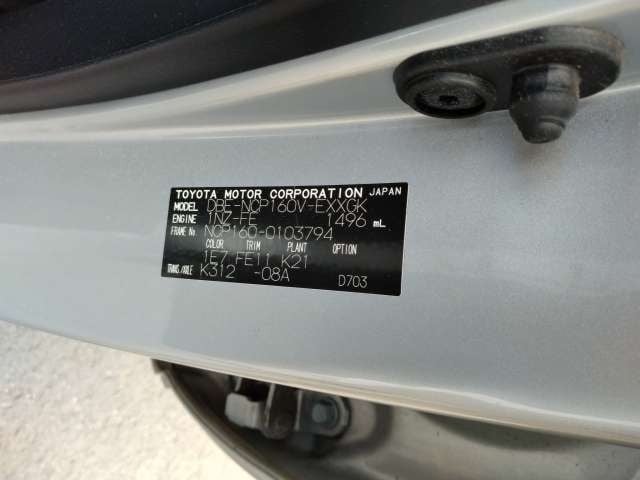 TOYOTA MOTOR CORPORATION JAPAN
MODEL DBE-NCP160V-EXXGK
ENGINE 1NZ-FE 1496 mL
FRAME No NCP160-0103794
COLOR TRIM PLANT OPTION
1E7 FE11 K21
TRANS./AXLE K312 -08A D703